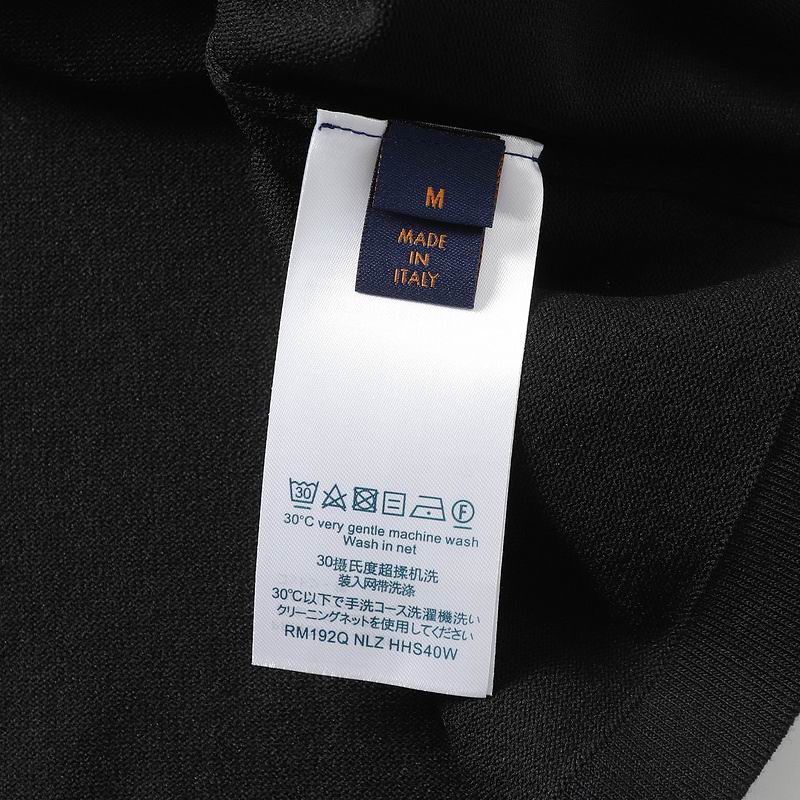 M
MADE
IN
ITALY
30 F
30°C very gentle machine wash
Wash in net
30摄氏度超揉机洗
装入网带洗涤
30℃以下で手洗コース洗濯機洗い
クリーニングネットを使用してください
RM192Q NLZ HHS40W